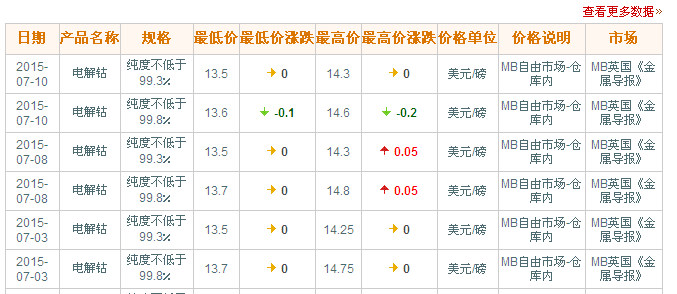 查看更多数据»
日期 产品名称 规格 最低价 最低价涨跌 最高价 最高价涨跌 价格单位 价格说明 市场
2015-07-10 电解钴 纯度不低于99.3% 13.5 0 14.3 0 美元/磅 MB自由市场-仓库内 MB英国《金属导报》
2015-07-10 电解钴 纯度不低于99.8% 13.6 -0.1 14.6 -0.2 美元/磅 MB自由市场-仓库内 MB英国《金属导报》
2015-07-08 电解钴 纯度不低于99.3% 13.5 0 14.3 0.05 美元/磅 MB自由市场-仓库内 MB英国《金属导报》
2015-07-08 电解钴 纯度不低于99.8% 13.7 0 14.8 0.05 美元/磅 MB自由市场-仓库内 MB英国《金属导报》
2015-07-03 电解钴 纯度不低于99.3% 13.5 0 14.25 0 美元/磅 MB自由市场-仓库内 MB英国《金属导报》
2015-07-03 电解钴 纯度不低于99.8% 13.7 0 14.75 0 美元/磅 MB自由市场-仓库内 MB英国《金属导报》